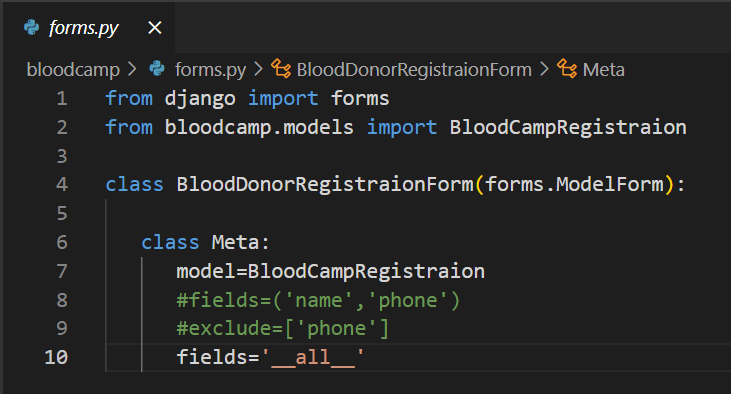 forms.py ×
bloodcamp > forms.py > BloodDonorRegistraionForm > Meta
1 from django import forms
2 from bloodcamp.models import BloodCampRegistraion
3
4 class BloodDonorRegistraionForm(forms.ModelForm):
5
6 class Meta:
7 model=BloodCampRegistraion
8 #fields=('name','phone')
9 #exclude=['phone']
10 fields='__all__'